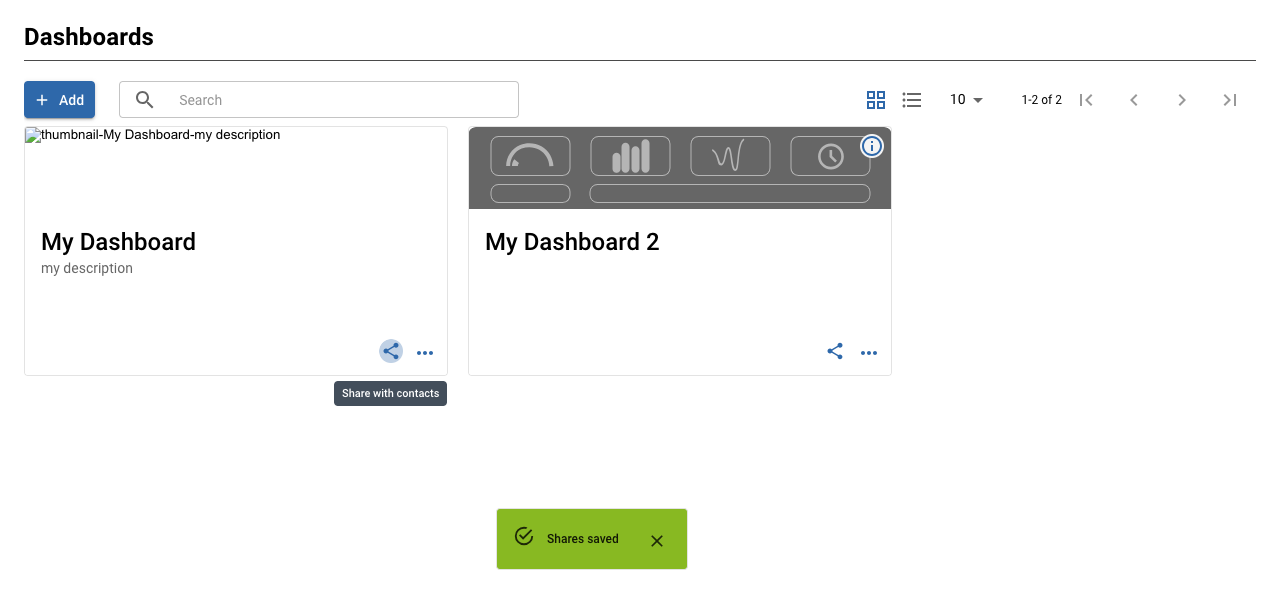 Dashboards
Add
Search
10
1-2 of 2
thumbnail-My Dashboard-my description
My Dashboard
my description
My Dashboard 2
Share with contacts
Shares saved